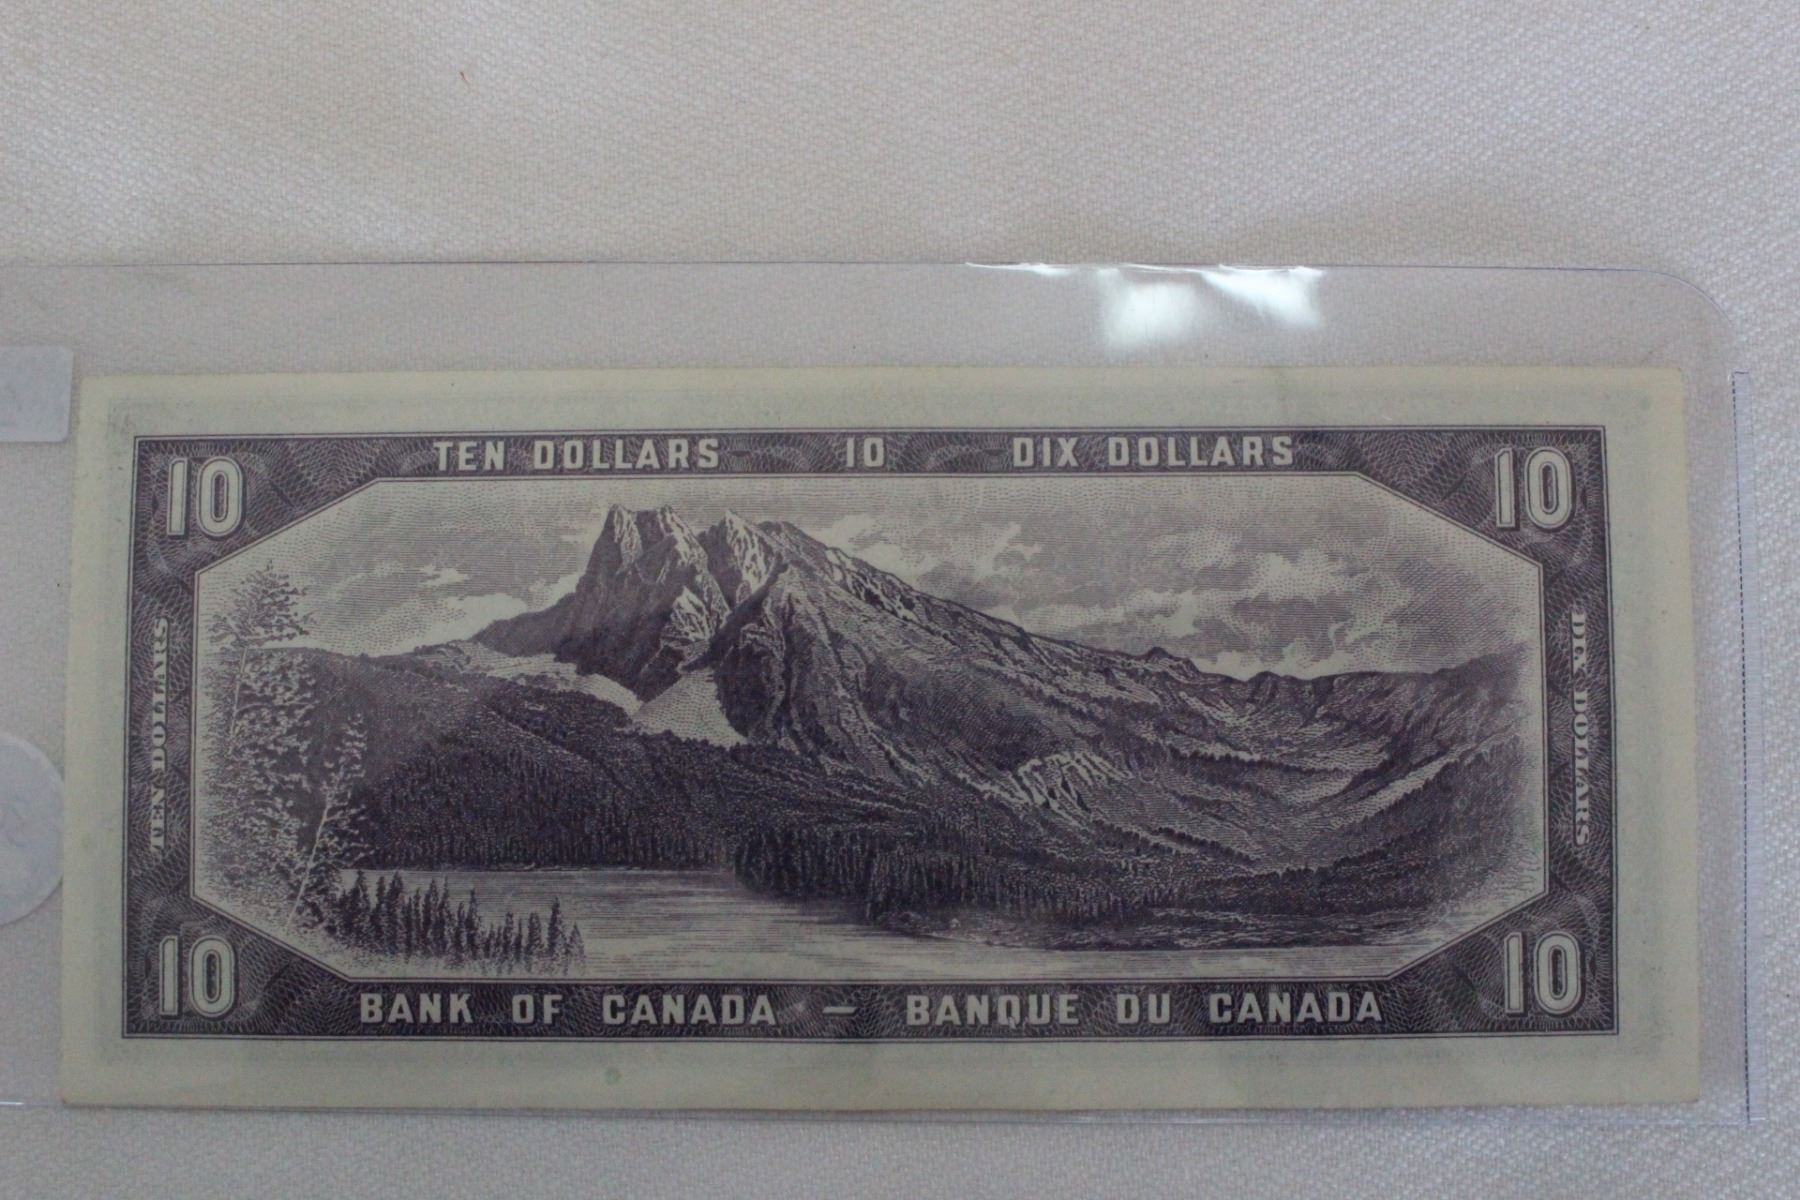 TEN DOLLARS 10 DIX DOLLARS
10 10
TEN DOLLARS
DIX DOLLARS
10 10
BANK OF CANADA — BANQUE DU CANADA